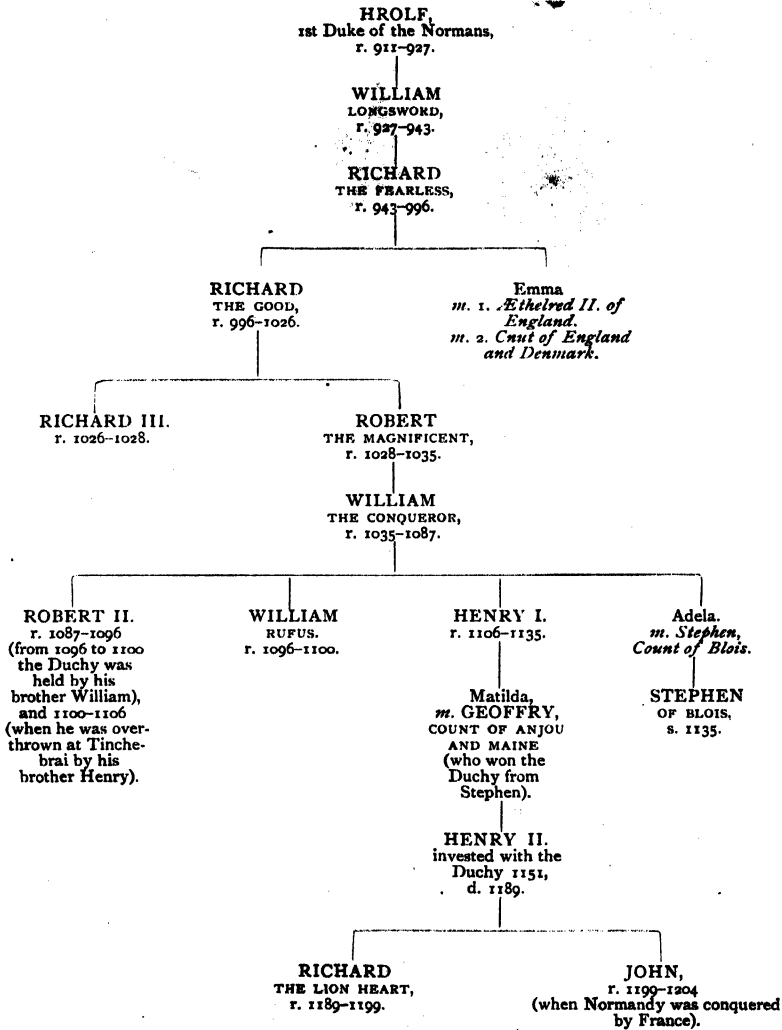 HROLF,
1st Duke of the Normans,
r. 911–927.
WILLIAM
LONGSWORD,
r. 927–943.
RICHARD
THE FEARLESS,
r. 943–996.
RICHARD
THE GOOD,
r. 996–1026.
Emma
m. 1. Æthelred II. of
England.
m. 2. Cnut of England
and Denmark.
RICHARD III.
r. 1026–1028.
ROBERT
THE MAGNIFICENT,
r. 1028–1035.
WILLIAM
THE CONQUEROR,
r. 1035–1087.
ROBERT II.
r. 1087–1096
(from 1096 to 1100
the Duchy was
held by his
brother William),
and 1100–1106
(when he was over-
thrown at Tinche-
brai by his
brother Henry).
WILLIAM
RUFUS.
r. 1096–1100.
HENRY I.
r. 1106–1135.
Adela.
m. Stephen,
Count of Blois.
Matilda,
m. GEOFFRY,
COUNT OF ANJOU
AND MAINE
(who won the
Duchy from
Stephen).
STEPHEN
OF BLOIS,
s. 1135.
HENRY II.
invested with the
Duchy 1151,
d. 1189.
RICHARD
THE LION HEART,
r. 1189–1199.
JOHN,
r. 1199–1204
(when Normandy was conquered
by France).